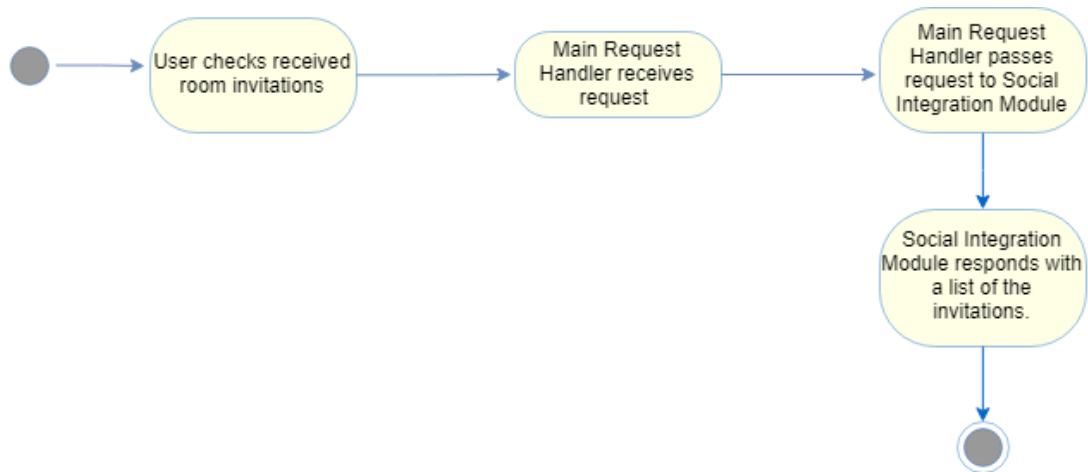 User checks received
room invitations
Main Request
Handler receives
request
Main Request
Handler passes
request to Social
Integration Module
Social Integration
Module responds with
a list of the
invitations.